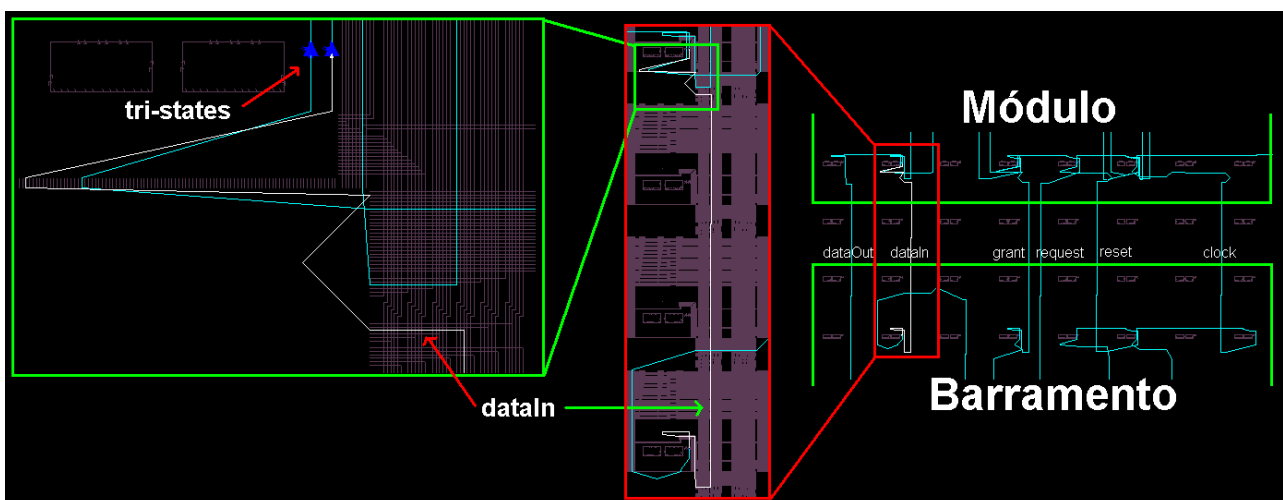 tri-states
dataIn
Módulo
dataOut dataIn grant request reset clock
Barramento